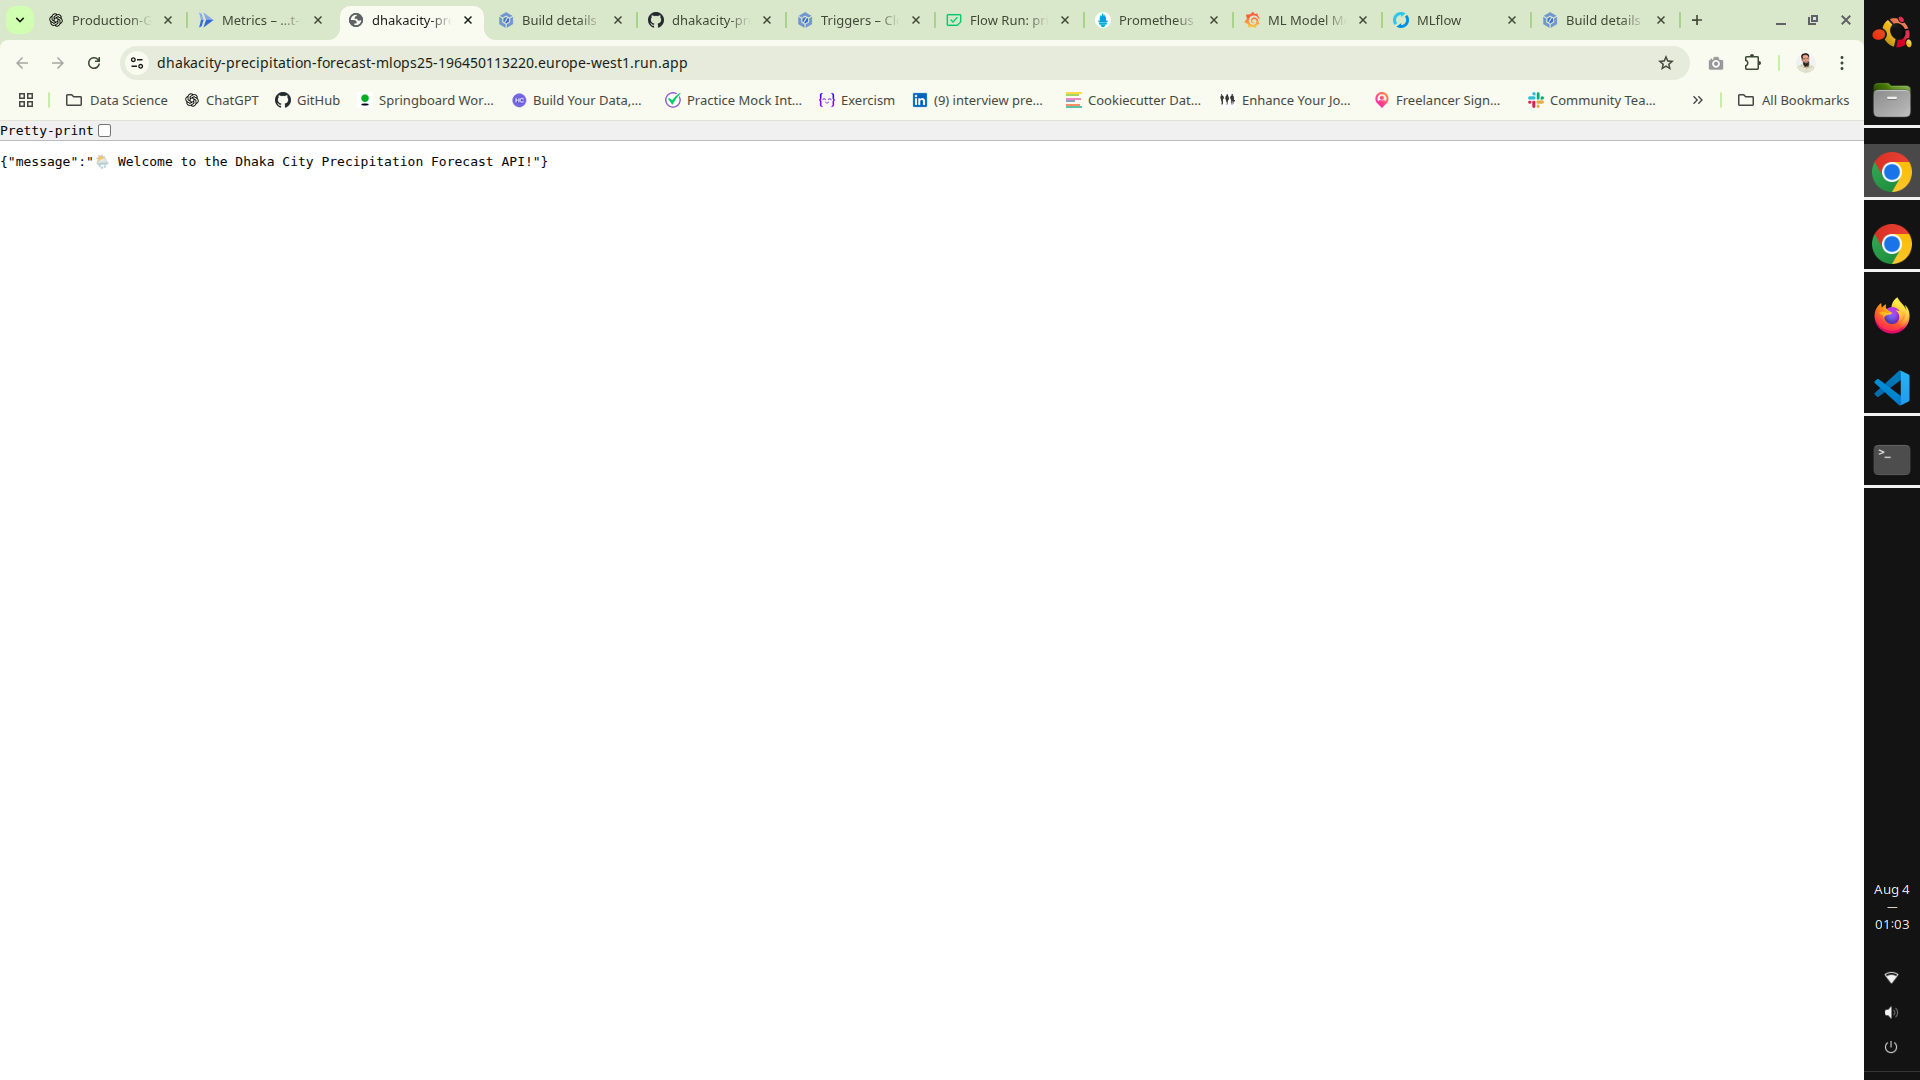 Production-G
Metrics – ...t-
dhakacity-pr
Build details
dhakacity-pr
Triggers – Cl
Flow Run: pr
Prometheus
ML Model M
MLflow
Build details
dhakacity-precipitation-forecast-mlops25-196450113220.europe-west1.run.app
Data Science
ChatGPT
GitHub
Springboard Wor...
HC
Build Your Data,...
Practice Mock Int...
Exercism
(9) interview pre...
Cookiecutter Dat...
Enhance Your Jo...
Freelancer Sign...
Community Tea...
All Bookmarks
Pretty-print
{"message":"🌦 Welcome to the Dhaka City Precipitation Forecast API!"}
Aug 4
—
01:03